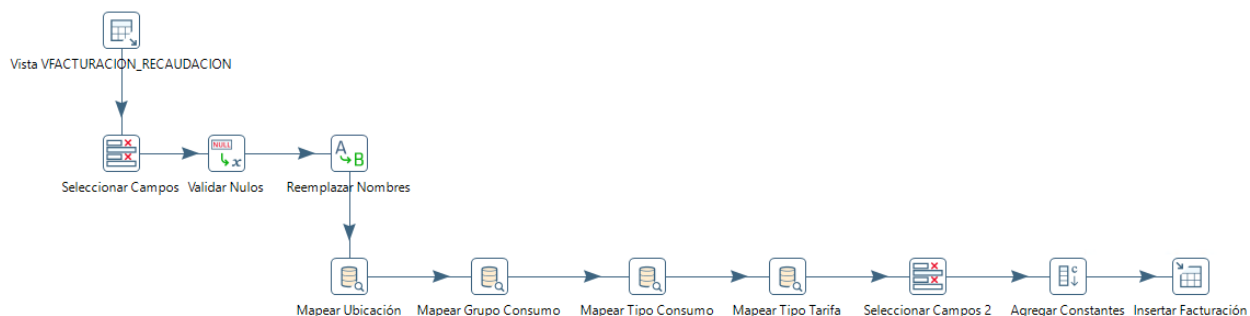 Vista VFACTURACION_RECAUDACION
NULL
x
A
B
Seleccionar Campos
Validar Nulos
Reemplazar Nombres
c
Mapear Ubicación
Mapear Grupo Consumo
Mapear Tipo Consumo
Mapear Tipo Tarifa
Seleccionar Campos 2
Agregar Constantes
Insertar Facturación